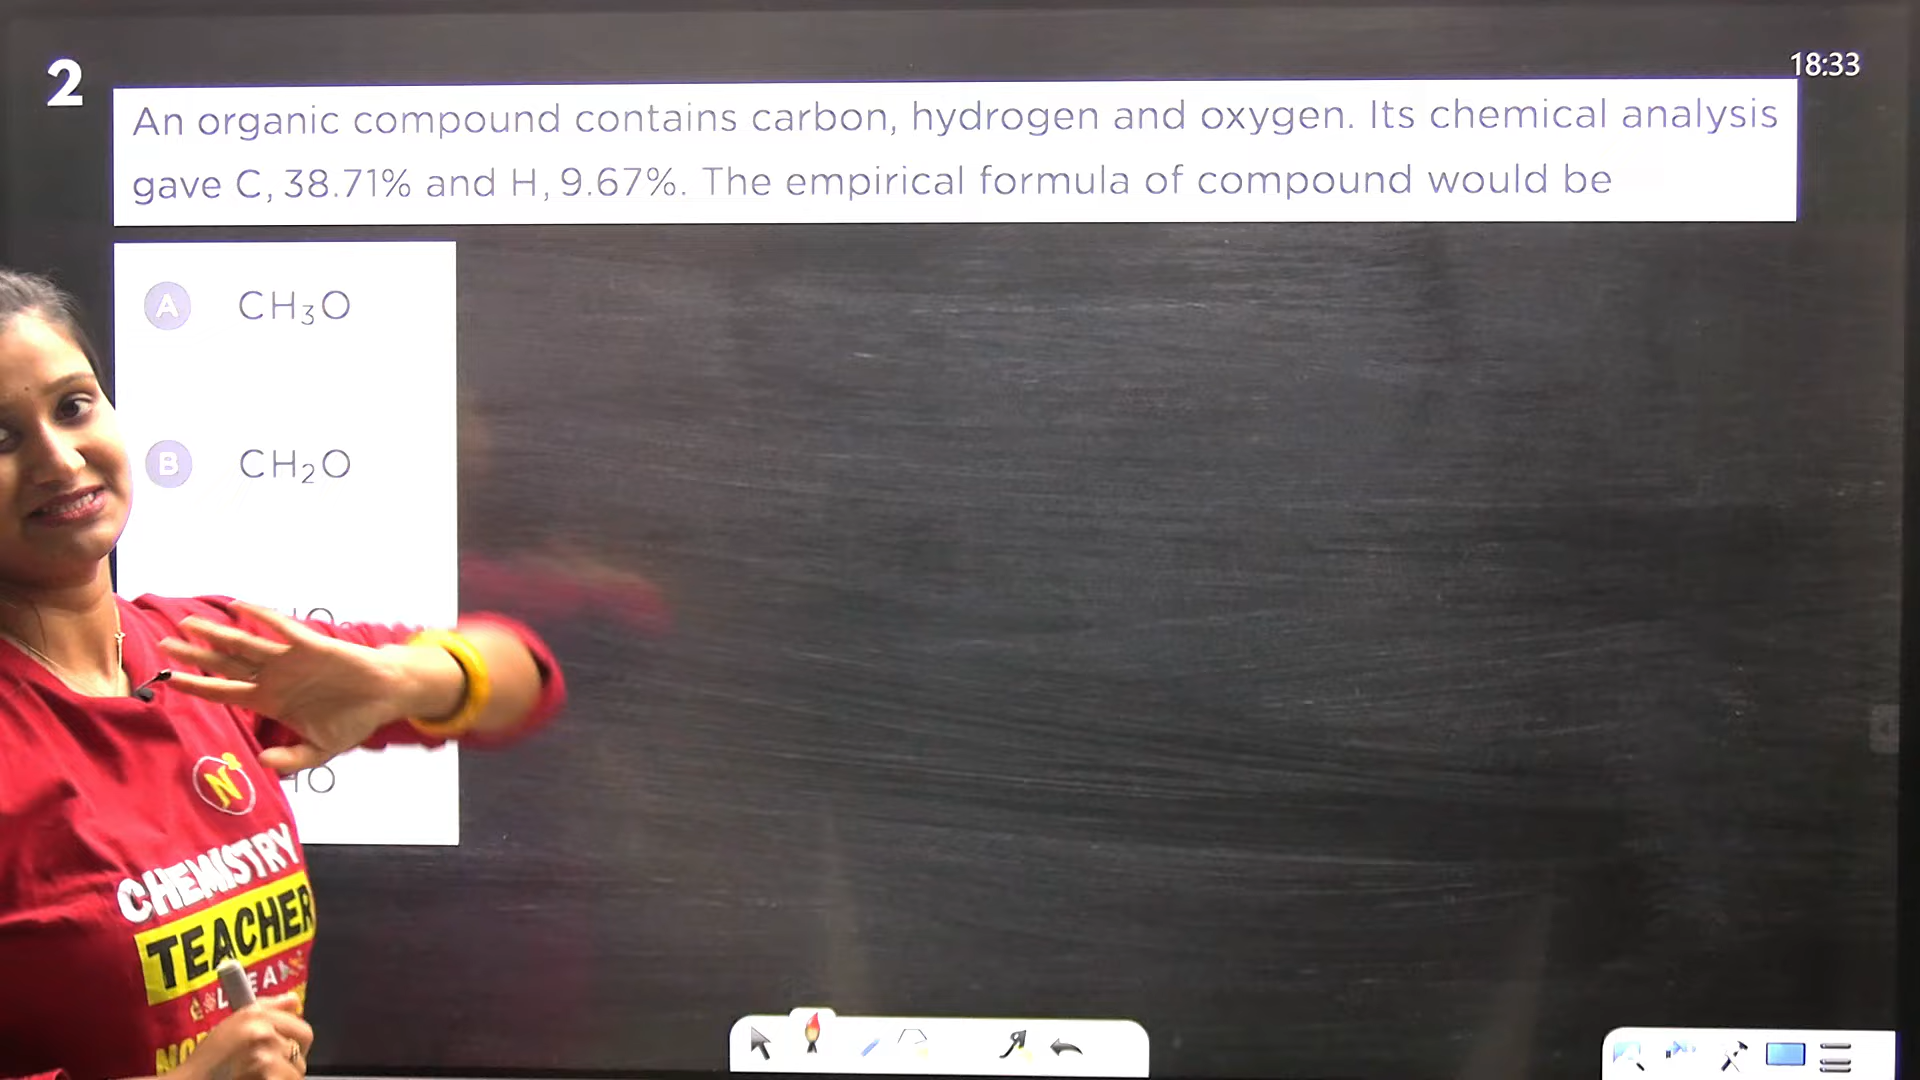 2
18:33
An organic compound contains carbon, hydrogen and oxygen. Its chemical analysis
gave C, 38.71% and H, 9.67%. The empirical formula of compound would be
A CH₃O
B CH₂O
N
CHEMISTRY
TEACHER